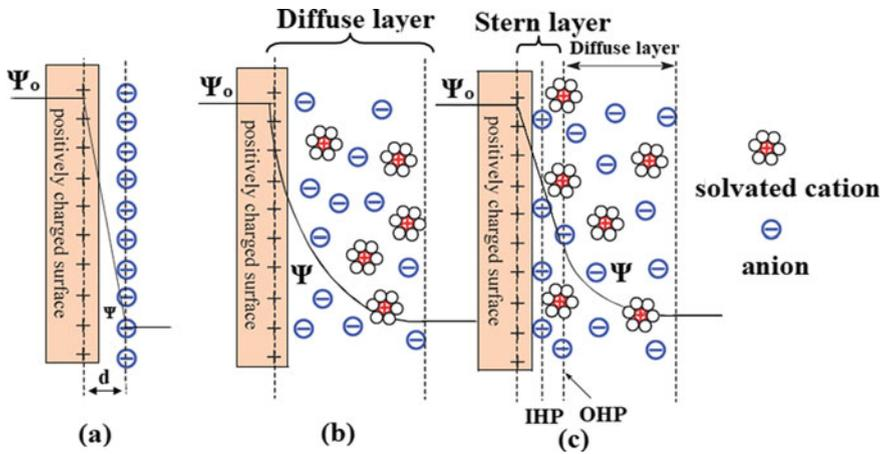 Diffuse layer
Stern layer
Diffuse layer
Ψo
Ψo
Ψo
positively charged surface
positively charged surface
positively charged surface
Ψ
Ψ
Ψ
solvated cation
anion
d
IHP
OHP
(a)
(b)
(c)